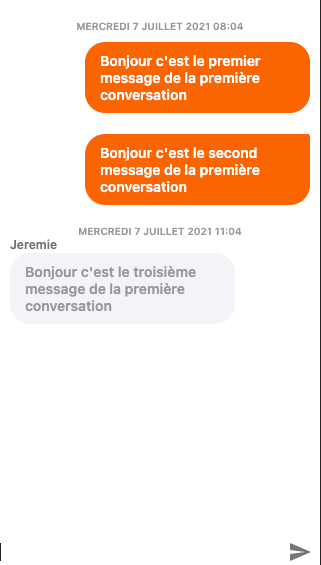 MERCREDI 7 JUILLET 2021 08:04
Bonjour c'est le premier
message de la première
conversation
Bonjour c'est le second
message de la première
conversation
MERCREDI 7 JUILLET 2021 11:04
Jeremie
Bonjour c'est le troisième
message de la première
conversation